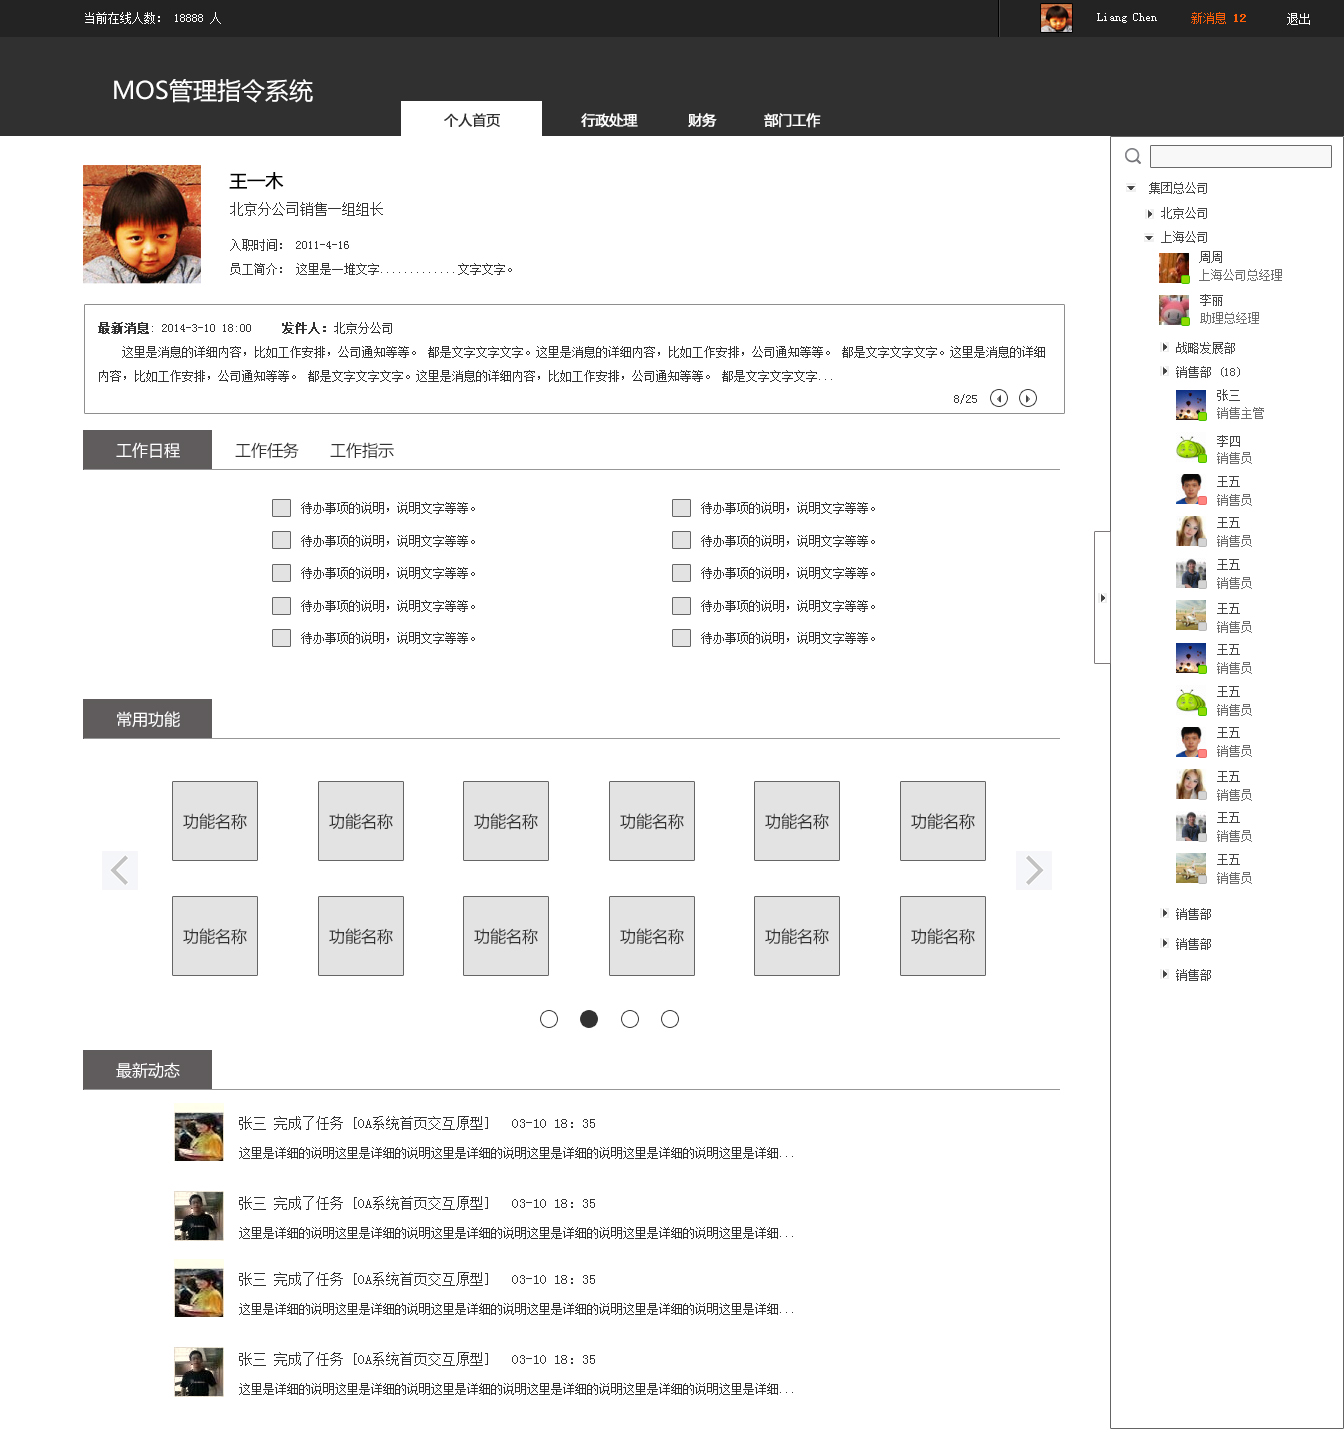 当前在线人数： 18888 人
Liang Chen
新消息 12
退出
MOS管理指令系统
个人首页
行政处理
财务
部门工作
王一木
北京分公司销售一组组长
入职时间： 2011-4-16
员工简介： 这里是一堆文字.............文字文字。
最新消息: 2014-3-10 18:00 发件人：北京分公司
这里是消息的详细内容，比如工作安排，公司通知等等。 都是文字文字文字。这里是消息的详细内容，比如工作安排，公司通知等等。 都是文字文字文字。这里是消息的详细
内容，比如工作安排，公司通知等等。 都是文字文字文字。这里是消息的详细内容，比如工作安排，公司通知等等。 都是文字文字文字...
8/25
工作日程
工作任务
工作指示
待办事项的说明，说明文字等等。
待办事项的说明，说明文字等等。
待办事项的说明，说明文字等等。
待办事项的说明，说明文字等等。
待办事项的说明，说明文字等等。
待办事项的说明，说明文字等等。
待办事项的说明，说明文字等等。
待办事项的说明，说明文字等等。
待办事项的说明，说明文字等等。
待办事项的说明，说明文字等等。
常用功能
功能名称
功能名称
功能名称
功能名称
功能名称
功能名称
功能名称
功能名称
功能名称
功能名称
功能名称
功能名称
最新动态
张三 完成了任务 [OA系统首页交互原型] 03-10 18：35
这里是详细的说明这里是详细的说明这里是详细的说明这里是详细的说明这里是详细的说明这里是详细...
张三 完成了任务 [OA系统首页交互原型] 03-10 18：35
这里是详细的说明这里是详细的说明这里是详细的说明这里是详细的说明这里是详细的说明这里是详细...
张三 完成了任务 [OA系统首页交互原型] 03-10 18：35
这里是详细的说明这里是详细的说明这里是详细的说明这里是详细的说明这里是详细的说明这里是详细...
张三 完成了任务 [OA系统首页交互原型] 03-10 18：35
这里是详细的说明这里是详细的说明这里是详细的说明这里是详细的说明这里是详细的说明这里是详细...
集团总公司
北京公司
上海公司
周周
上海公司总经理
李丽
助理总经理
战略发展部
销售部 (18)
张三
销售主管
李四
销售员
王五
销售员
王五
销售员
王五
销售员
王五
销售员
王五
销售员
王五
销售员
王五
销售员
王五
销售员
王五
销售员
王五
销售员
销售部
销售部
销售部